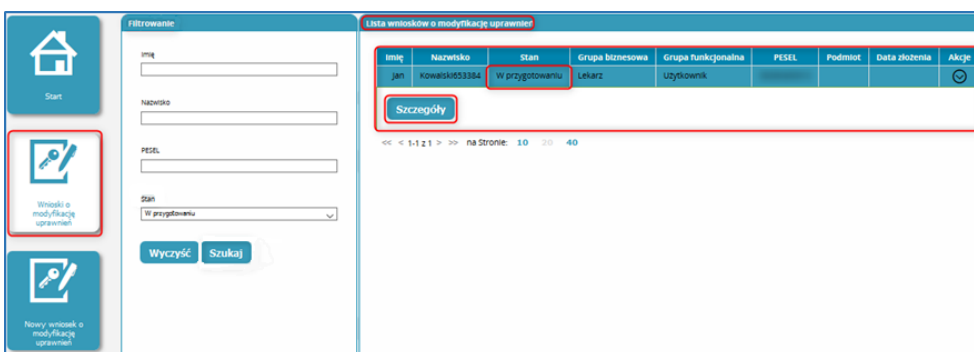 Start
Wnioski o
modyfikację
uprawnień
Nowy wniosek o
modyfikację
uprawnień
Filtrowanie
Imię
Nazwisko
PESEL
Stan
W przygotowaniu
Wyczyść Szukaj
Lista wniosków o modyfikację uprawnień
Imię Nazwisko Stan Grupa biznesowa Grupa funkcjonalna PESEL Podmiot Data złożenia Akcje
Jan Kowalski653384 W przygotowaniu Lekarz Użytkownik
Szczegóły
<< < 1-1 z 1 > >> na Stronie: 10 20 40